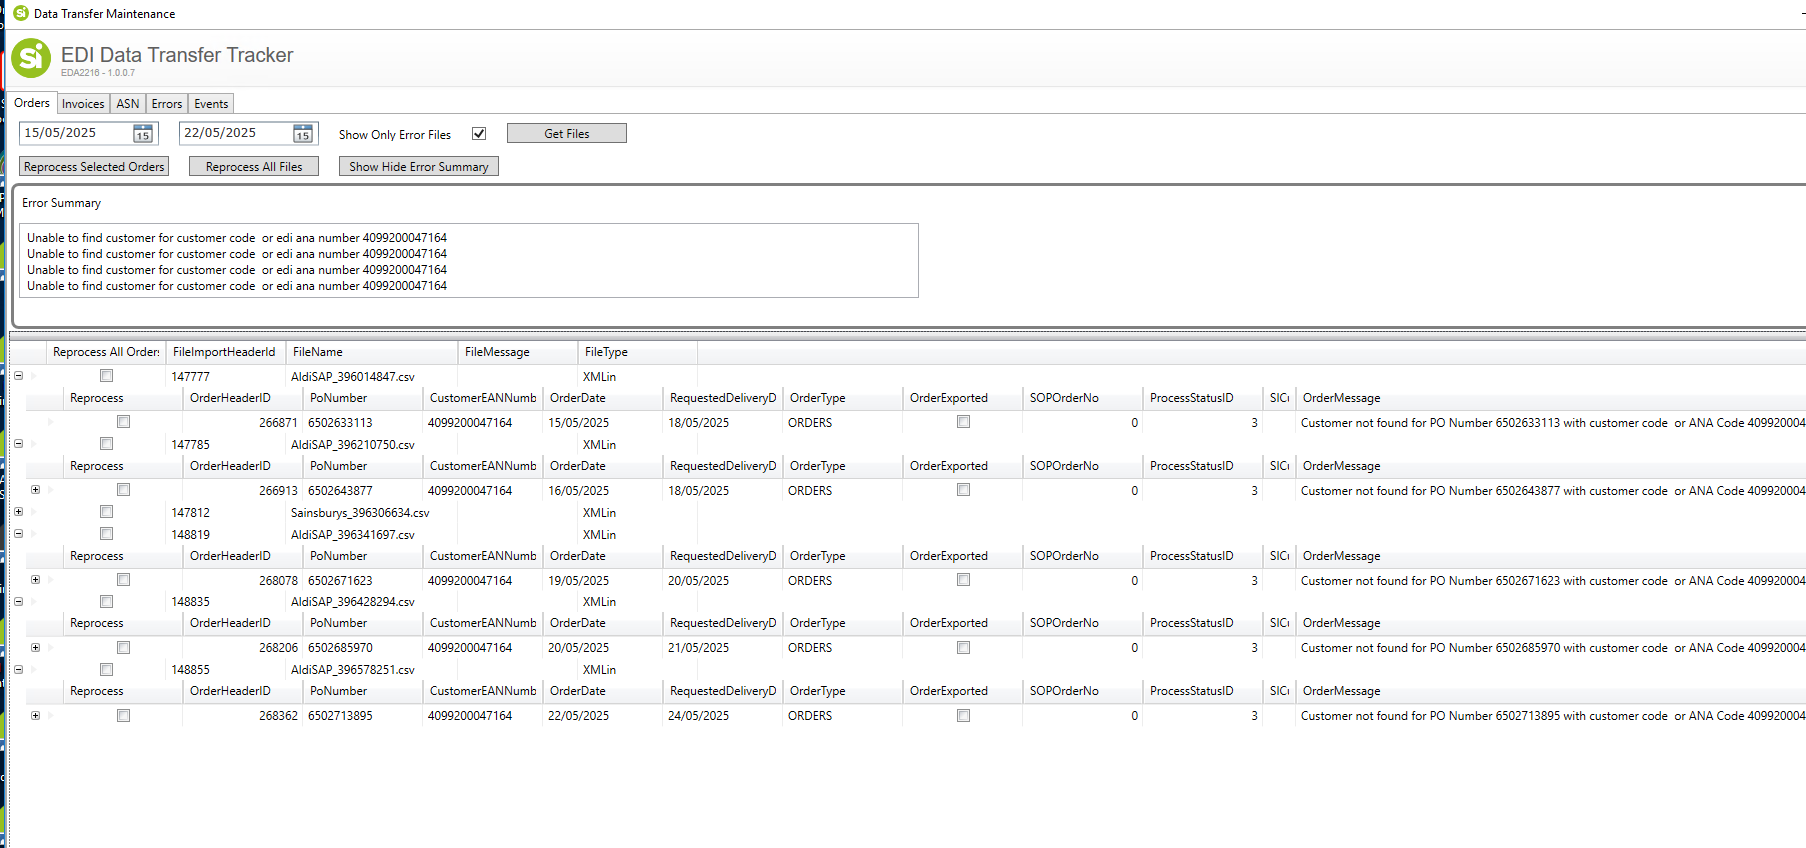 Data Transfer Maintenance
Si
EDI Data Transfer Tracker
EDA2216 - 1.0.0.7
Orders Invoices ASN Errors Events
15/05/2025 15 22/05/2025 15 Show Only Error Files Get Files
Reprocess Selected Orders Reprocess All Files Show Hide Error Summary
Error Summary
Unable to find customer for customer code  or edi ana number 4099200047164
Unable to find customer for customer code  or edi ana number 4099200047164
Unable to find customer for customer code  or edi ana number 4099200047164
Unable to find customer for customer code  or edi ana number 4099200047164
Reprocess All Orders FileImportHeaderId FileName FileMessage FileType
147777 AldiSAP_396014847.csv XMLin
Reprocess OrderHeaderID PoNumber CustomerEANNumb OrderDate RequestedDeliveryD OrderType OrderExported SOPOrderNo ProcessStatusID SICu OrderMessage
266871 6502633113 4099200047164 15/05/2025 18/05/2025 ORDERS 0 3 Customer not found for PO Number 6502633113 with customer code  or ANA Code 409920004
147785 AldiSAP_396210750.csv XMLin
Reprocess OrderHeaderID PoNumber CustomerEANNumb OrderDate RequestedDeliveryD OrderType OrderExported SOPOrderNo ProcessStatusID SICu OrderMessage
266913 6502643877 4099200047164 16/05/2025 18/05/2025 ORDERS 0 3 Customer not found for PO Number 6502643877 with customer code  or ANA Code 409920004
147812 Sainsburys_396306634.csv XMLin
148819 AldiSAP_396341697.csv XMLin
Reprocess OrderHeaderID PoNumber CustomerEANNumb OrderDate RequestedDeliveryD OrderType OrderExported SOPOrderNo ProcessStatusID SICu OrderMessage
268078 6502671623 4099200047164 19/05/2025 20/05/2025 ORDERS 0 3 Customer not found for PO Number 6502671623 with customer code  or ANA Code 409920004
148835 AldiSAP_396428294.csv XMLin
Reprocess OrderHeaderID PoNumber CustomerEANNumb OrderDate RequestedDeliveryD OrderType OrderExported SOPOrderNo ProcessStatusID SICu OrderMessage
268206 6502685970 4099200047164 20/05/2025 21/05/2025 ORDERS 0 3 Customer not found for PO Number 6502685970 with customer code  or ANA Code 409920004
148855 AldiSAP_396578251.csv XMLin
Reprocess OrderHeaderID PoNumber CustomerEANNumb OrderDate RequestedDeliveryD OrderType OrderExported SOPOrderNo ProcessStatusID SICu OrderMessage
268362 6502713895 4099200047164 22/05/2025 24/05/2025 ORDERS 0 3 Customer not found for PO Number 6502713895 with customer code  or ANA Code 409920004